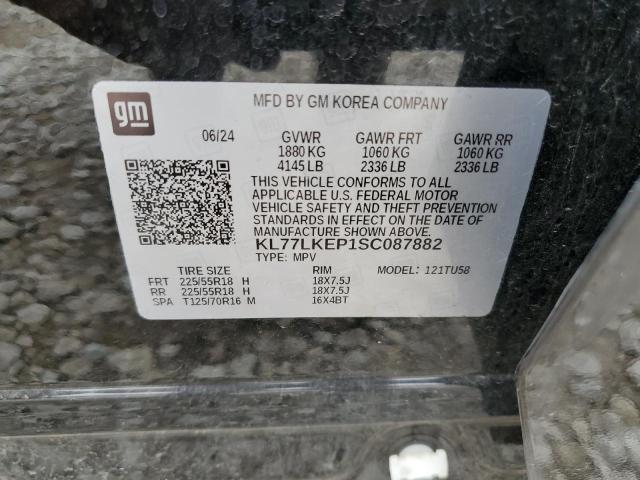 gm
MFD BY GM KOREA COMPANY
06/24 GVWR GAWR FRT GAWR RR
1880 KG 1060 KG 1060 KG
4145 LB 2336 LB 2336 LB
THIS VEHICLE CONFORMS TO ALL
APPLICABLE U.S. FEDERAL MOTOR
VEHICLE SAFETY AND THEFT PREVENTION
STANDARDS IN EFFECT ON THE DATE OF
MANUFACTURE SHOWN ABOVE.
KL77LKEP1SC087882
TYPE: MPV MODEL: 121TU58
TIRE SIZE RIM
FRT 225/55R18 H 18X7.5J
RR 225/55R18 H 18X7.5J
SPA T125/70R16 M 16X4BT